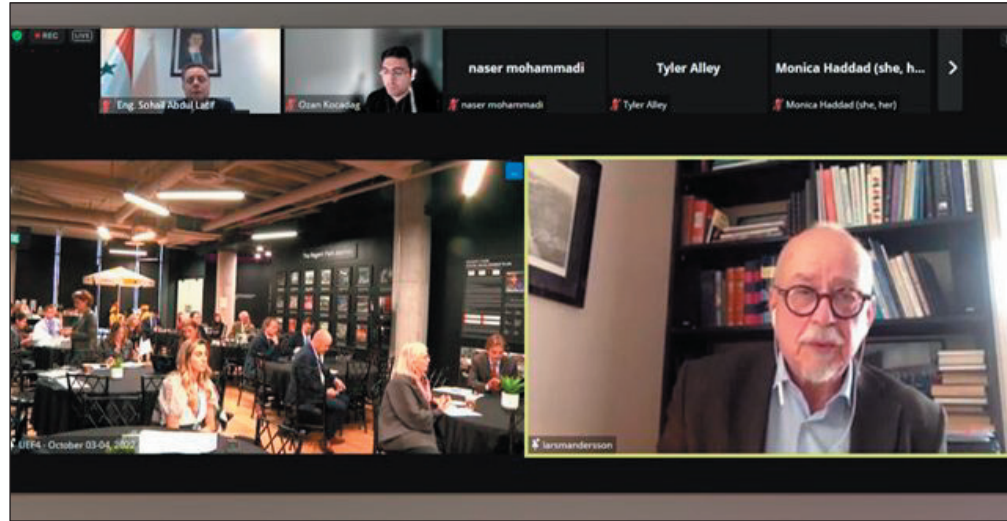 REC
LIVE
Eng. Sohail Abdul Latif
Ozan Kocadag
naser mohammadi
naser mohammadi
Tyler Alley
Tyler Alley
Monica Haddad (she, h...
Monica Haddad (she, her)
UEF4 - October 03-04, 2022
larsmandersson